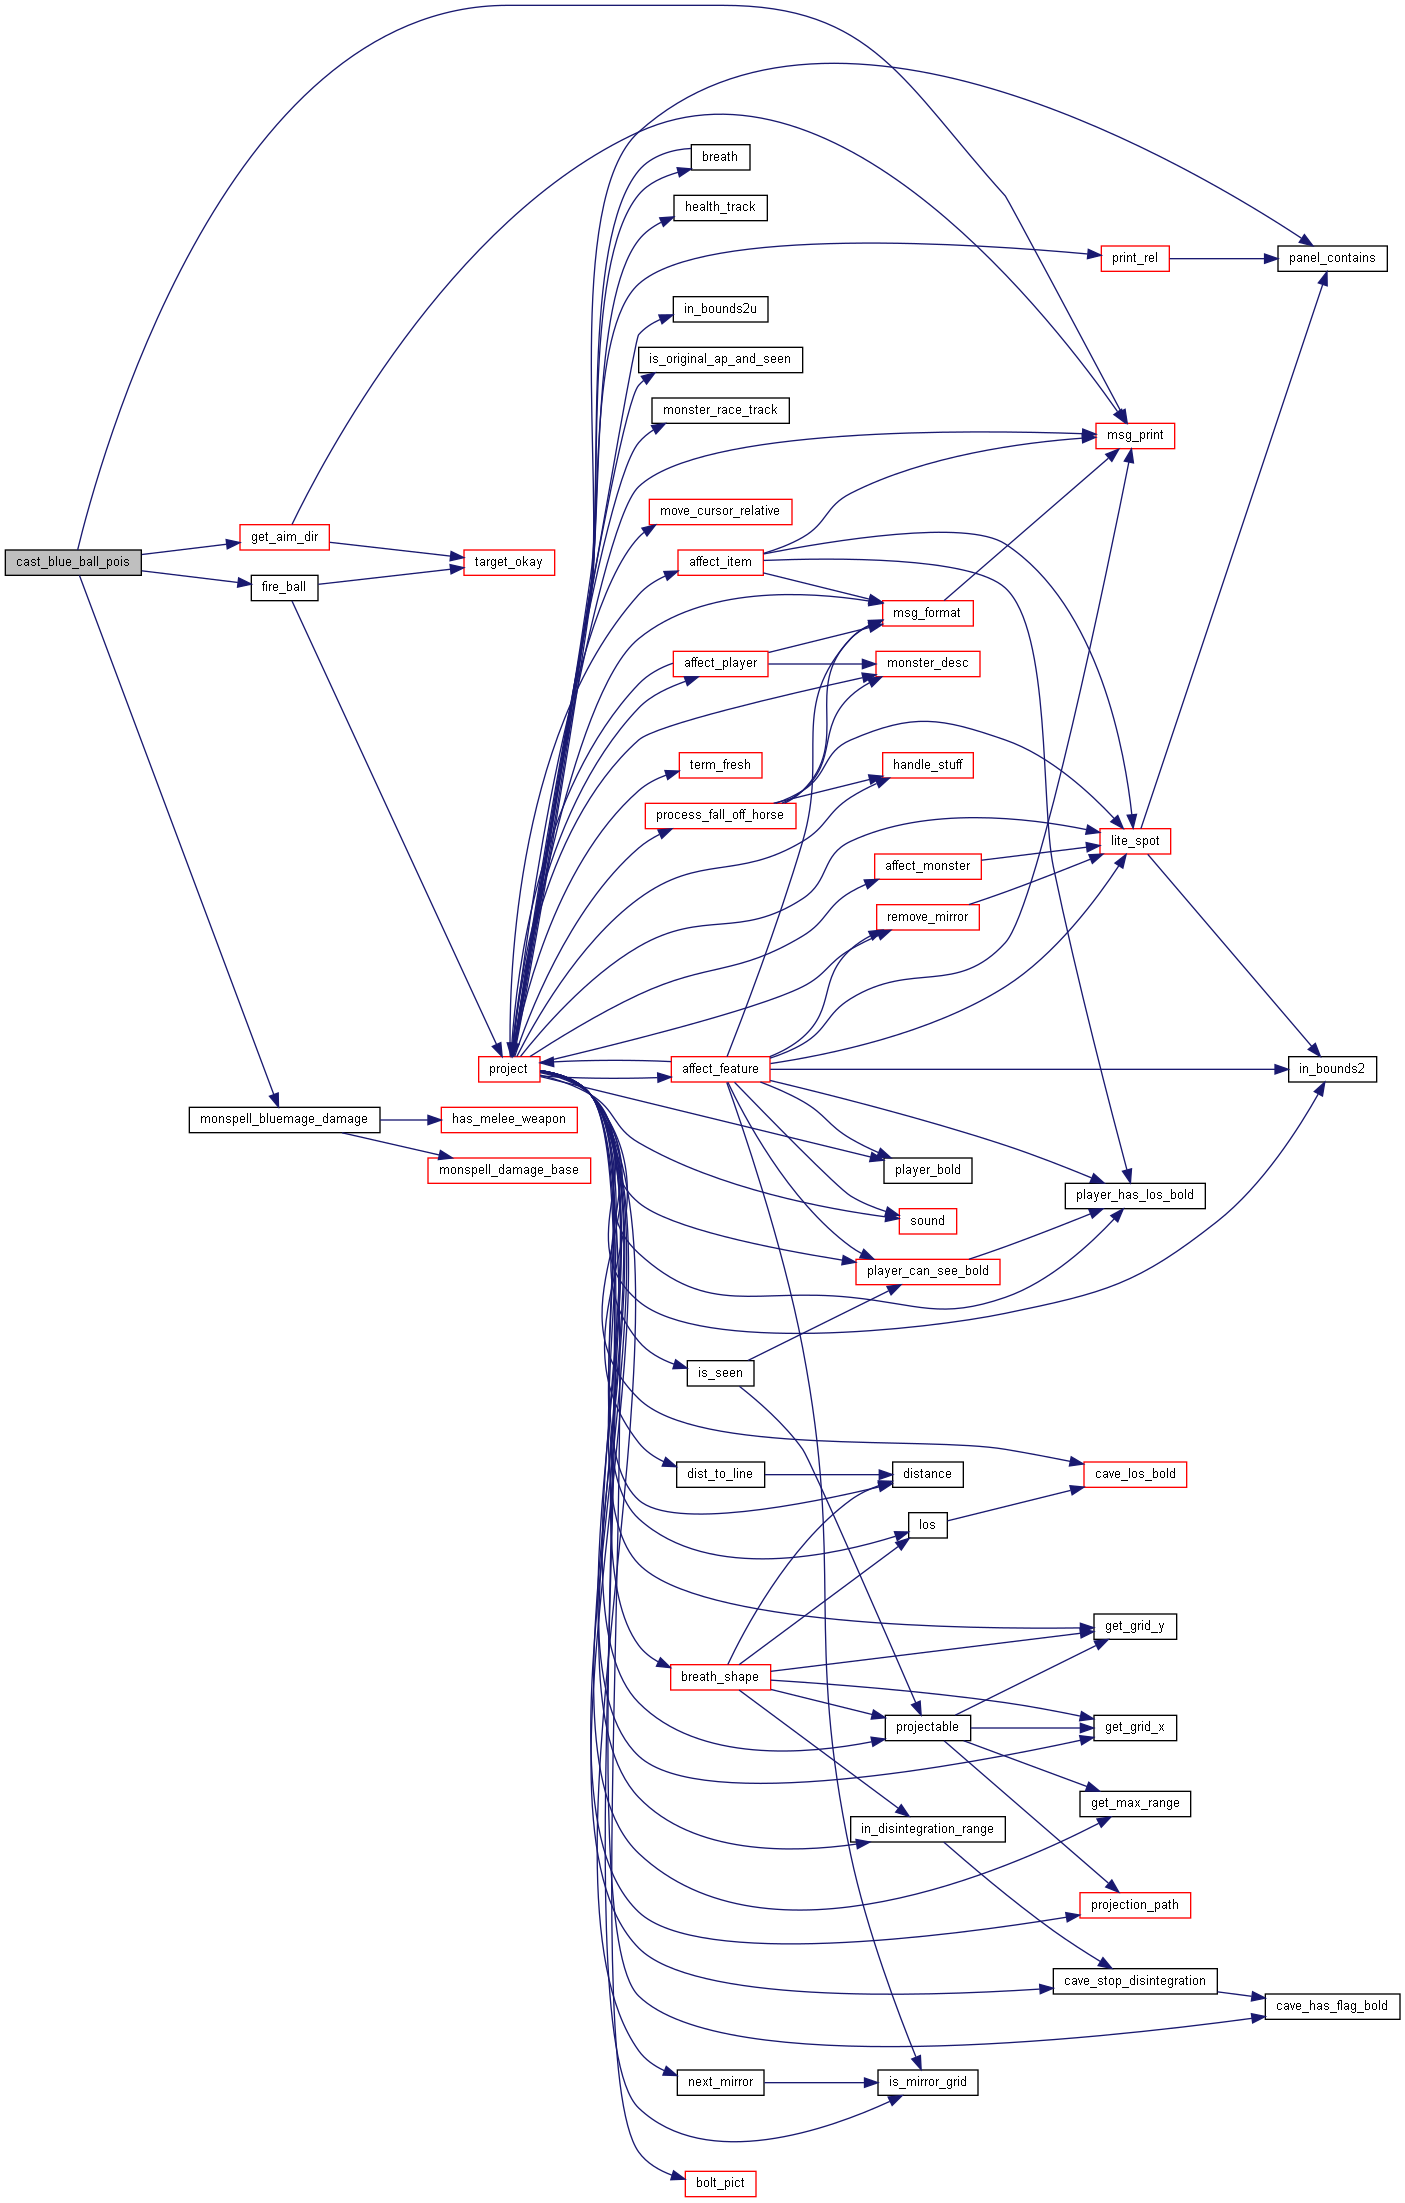 breath
health_track
print_rel
panel_contains
in_bounds2u
is_original_ap_and_seen
monster_race_track
msg_print
move_cursor_relative
get_aim_dir
cast_blue_ball_pois
target_okay
affect_item
fire_ball
msg_format
affect_player
monster_desc
term_fresh
handle_stuff
process_fall_off_horse
lite_spot
affect_monster
remove_mirror
project
affect_feature
in_bounds2
monspell_bluemage_damage
has_melee_weapon
monspell_damage_base
player_bold
player_has_los_bold
sound
player_can_see_bold
is_seen
dist_to_line
distance
cave_los_bold
los
get_grid_y
breath_shape
projectable
get_grid_x
get_max_range
in_disintegration_range
projection_path
cave_stop_disintegration
cave_has_flag_bold
next_mirror
is_mirror_grid
bolt_pict